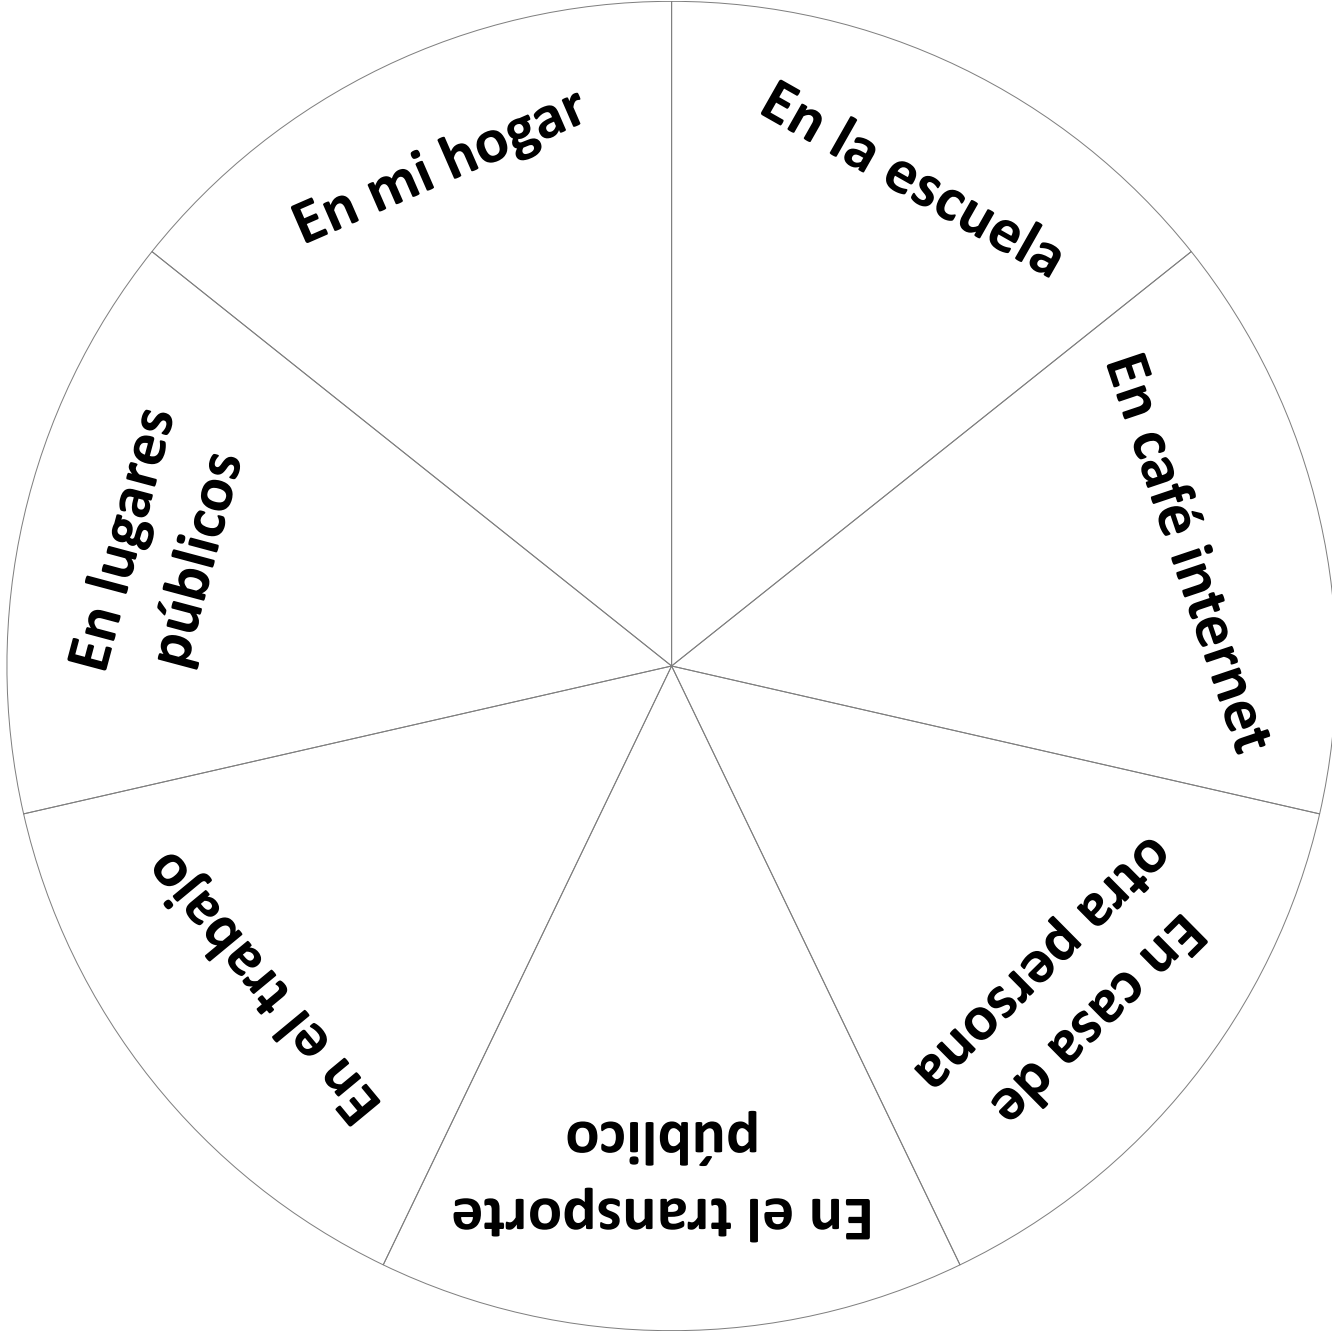 En la escuela
En café internet
En casa de
otra persona
En el transporte
público
En el trabajo
En lugares
públicos
En mi hogar